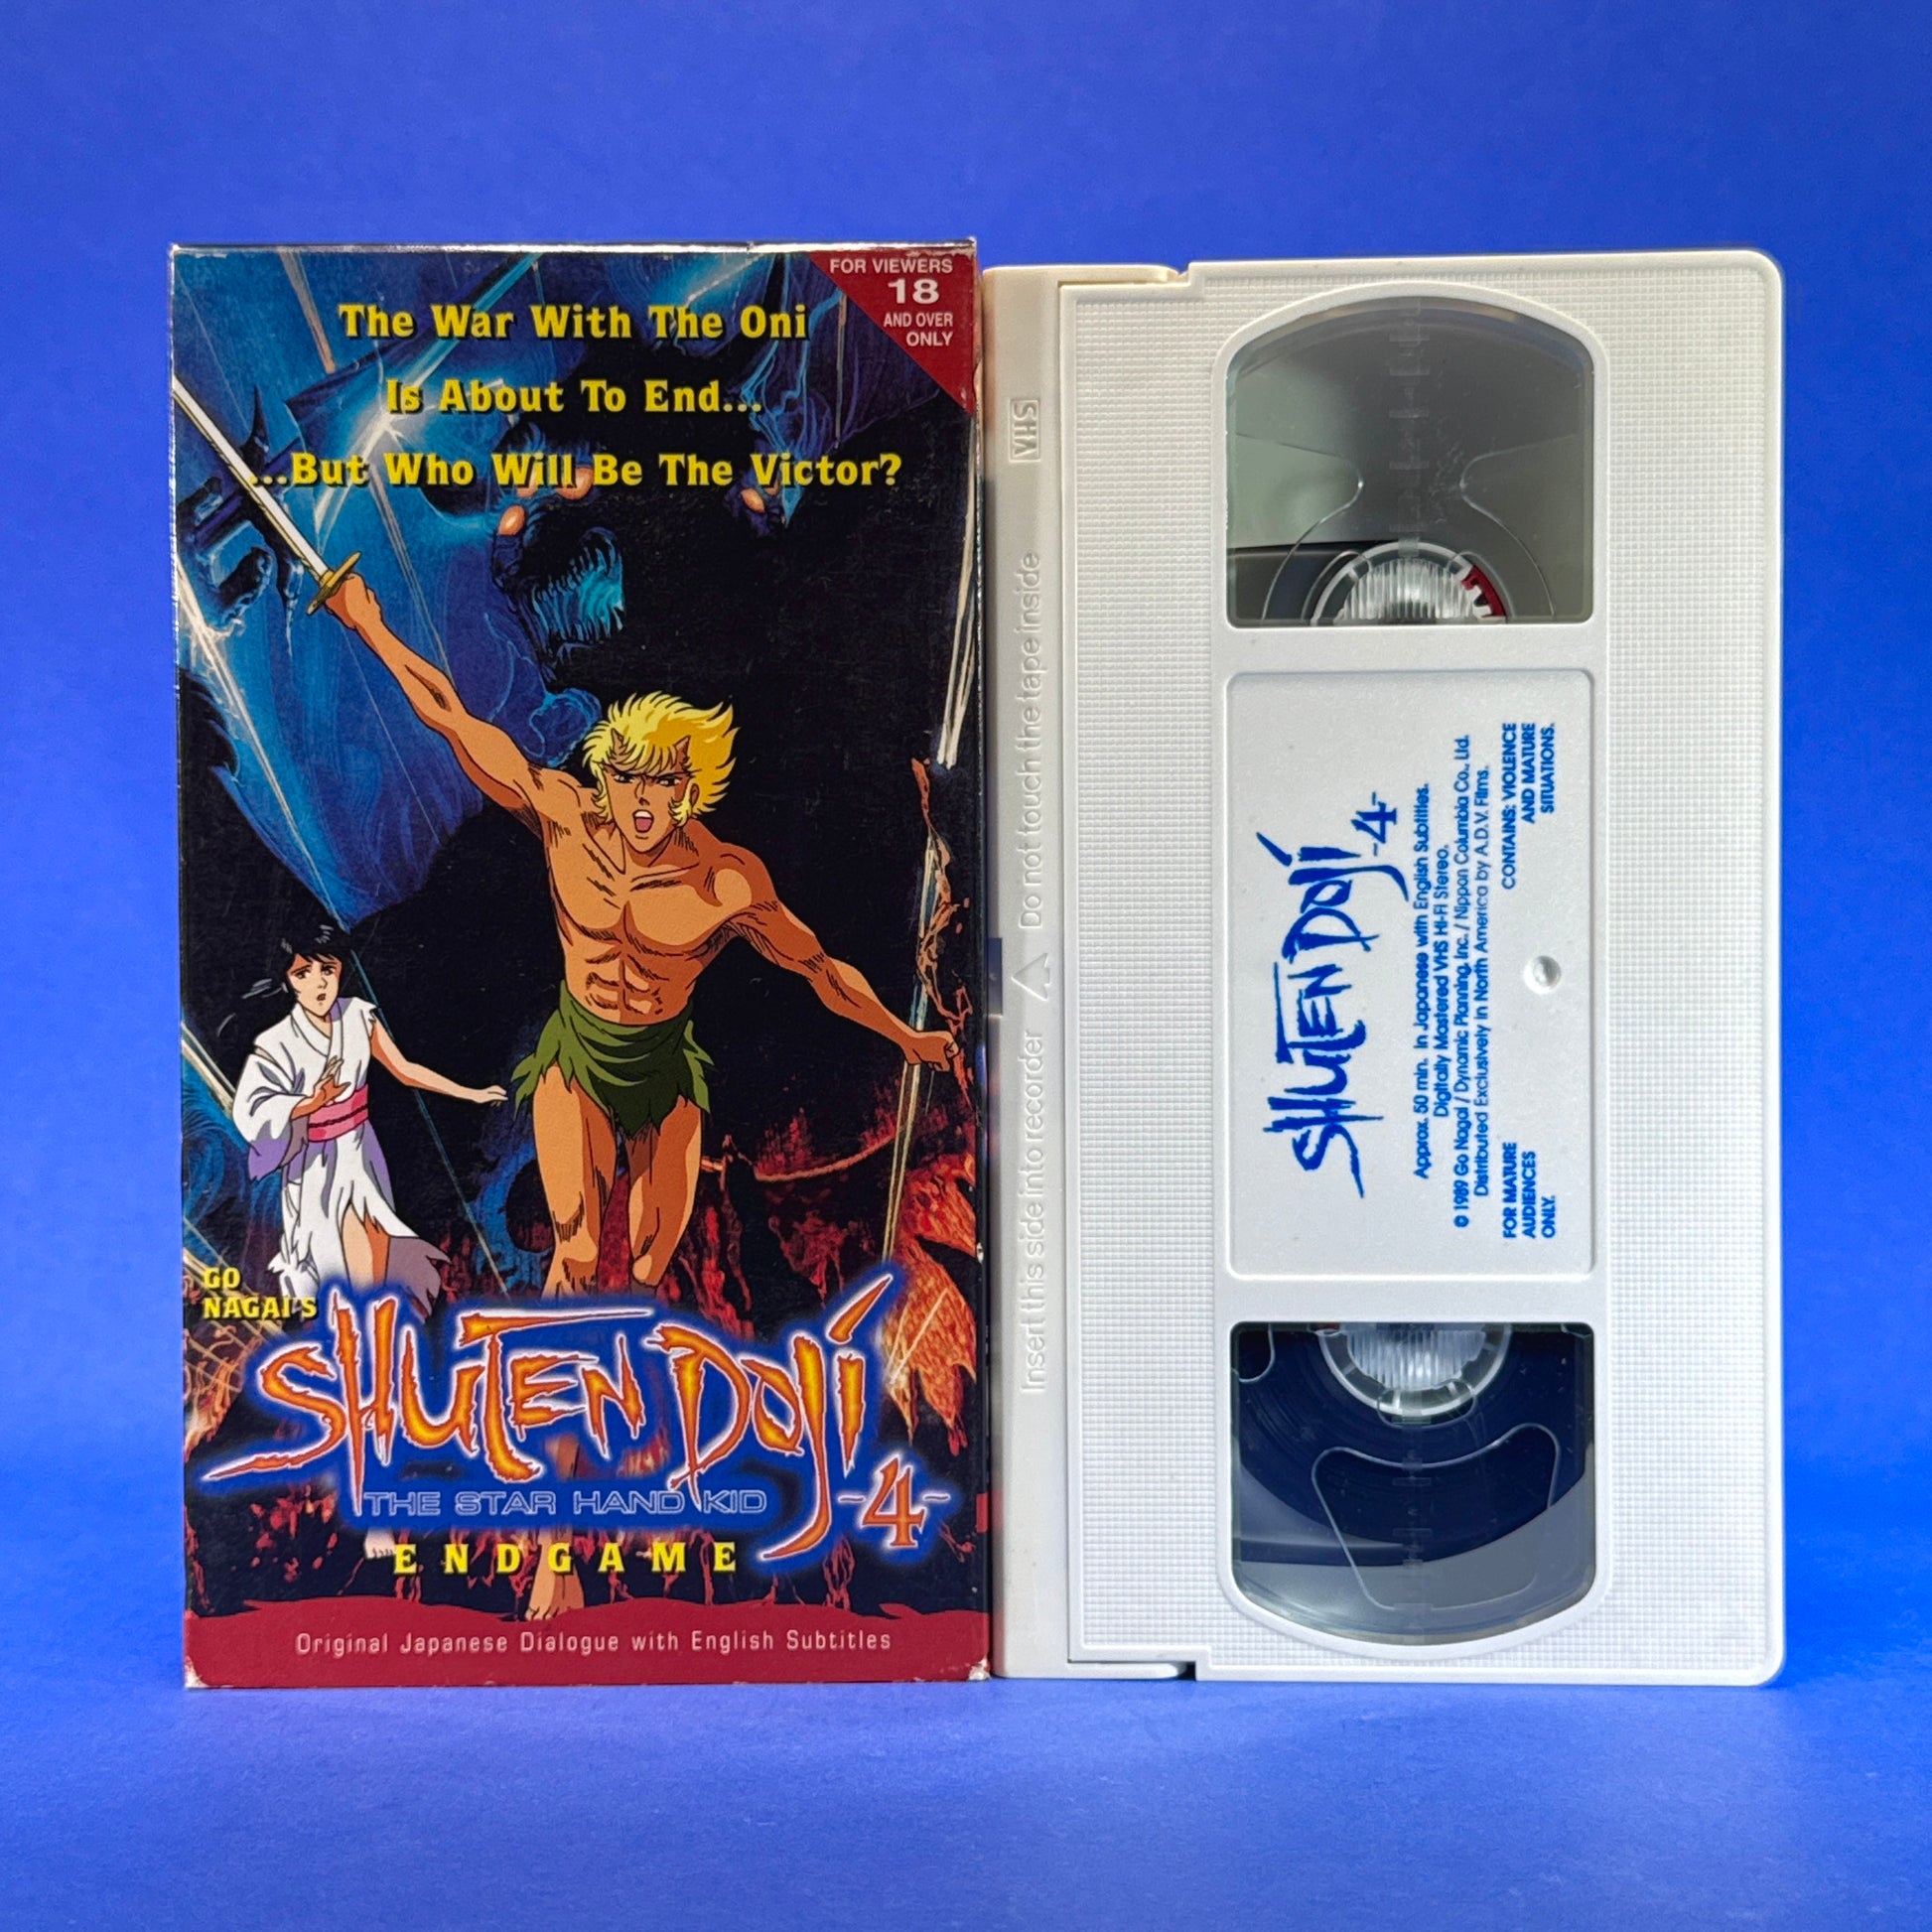 FOR VIEWERS
18
AND OVER
ONLY
The War With The Oni
Is About To End...
...But Who Will Be The Victor?
GO
NAGAI'S
SHUTEN DOJI
THE STAR HAND KID
-4-
ENDGAME
Original Japanese Dialogue with English Subtitles
VHS
Insert this side into recorder △ Do not touch the tape inside
SHUTEN DOJI
-4-
Approx. 50 min. In Japanese with English Subtitles.
Digitally Mastered VHS Hi-Fi Stereo.
© 1989 Go Nagai / Dynamic Planning, Inc. / Nippon Columbia Co., Ltd.
Distributed Exclusively in North America by A.D.V. Films.
FOR MATURE
AUDIENCES
ONLY.
CONTAINS: VIOLENCE
AND MATURE
SITUATIONS.